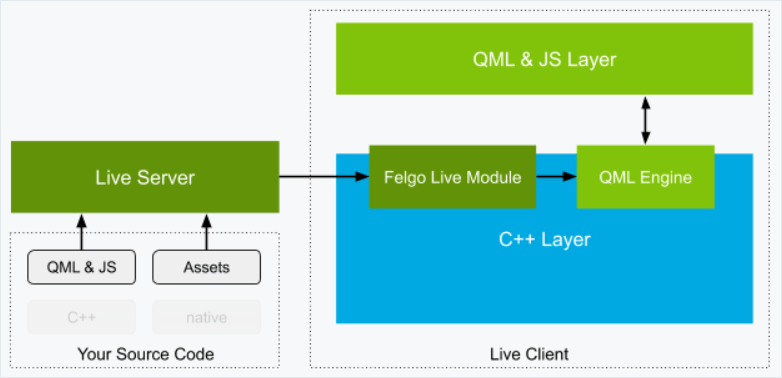 QML & JS Layer
Live Server
Felgo Live Module
QML Engine
C++ Layer
QML & JS
Assets
C++
native
Your Source Code
Live Client